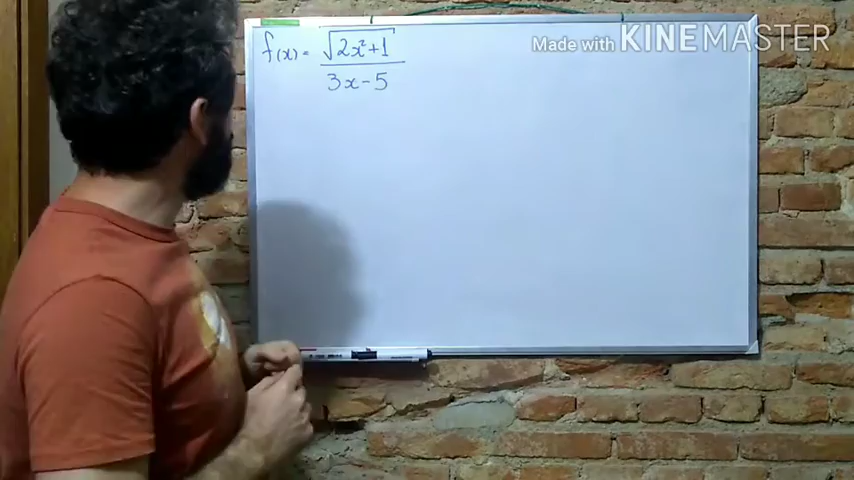 f(x) = √(2x²+1)
3x-5
Made with KINEMASTER